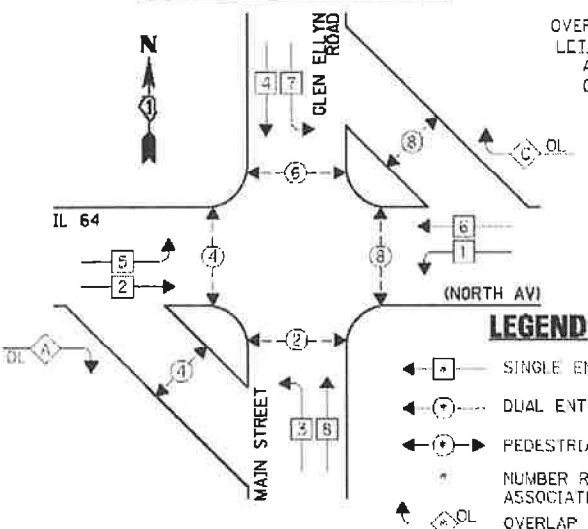 OVER
LET
A
C
N
1
GLEN ELLYN
ROAD
4 7
8
C OL
6
IL 64
6
5
4
8
1
2
(NORTH AV)
LEGEND
OL A
2
4
SINGLE EN
DUAL ENT
3 8
PEDESTRIA
MAIN STREET
NUMBER R
ASSOCIAT
OL
OVERLAP